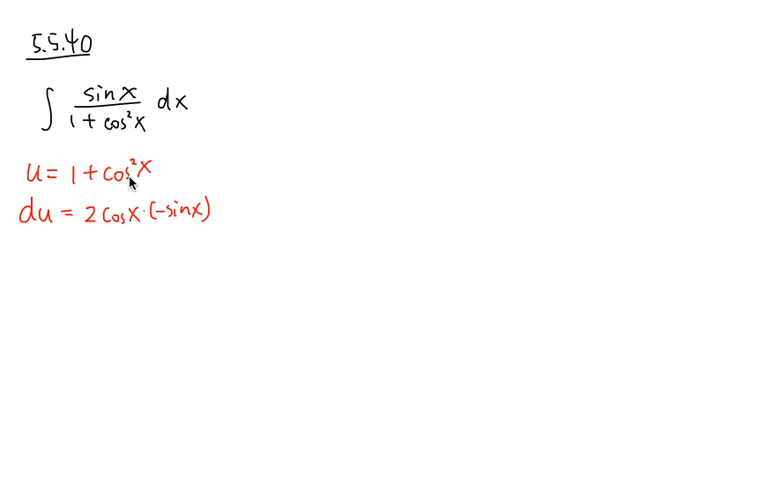 5.5.40
∫ sinx / 1 + cos²x dx
u = 1 + cos²x
du = 2cosx·(-sinx)